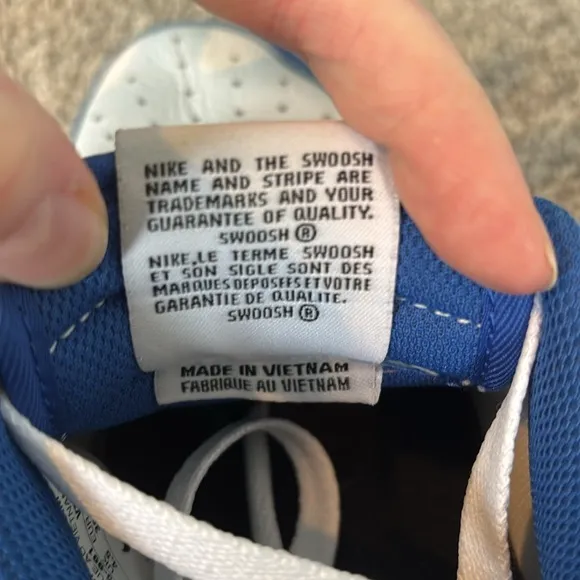 NIKE AND THE SWOOSH
NAME AND STRIPE ARE
TRADEMARKS AND YOUR
GUARANTEE OF QUALITY.
SWOOSH ®
NIKE, LE TERME SWOOSH
ET SON SIGLE SONT DES
MARQUES DEPOSEES ET VOTRE
GARANTIE DE QUALITE.
SWOOSH ®
MADE IN VIETNAM
FABRIQUE AU VIETNAM